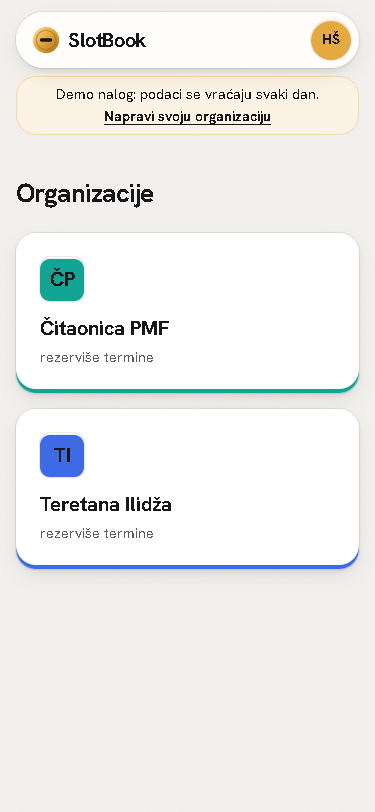 SlotBook
HŠ
Demo nalog: podaci se vraćaju svaki dan.
Napravi svoju organizaciju
Organizacije
ČP
Čitaonica PMF
rezerviše termine
TI
Teretana Ilidža
rezerviše termine